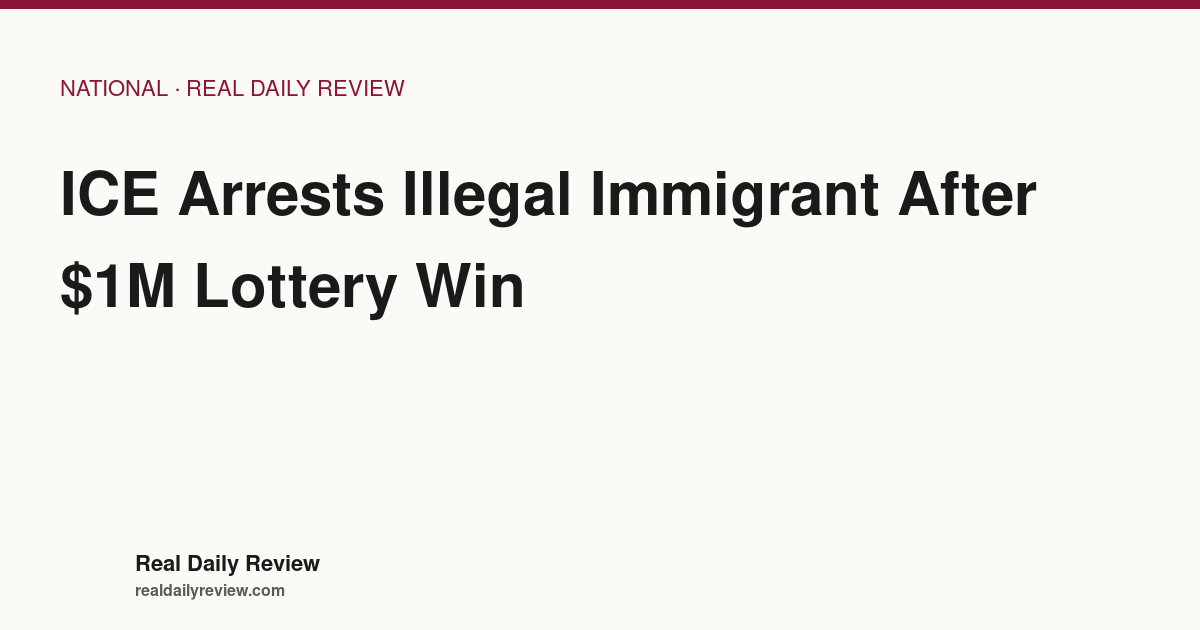 NATIONAL · REAL DAILY REVIEW
ICE Arrests Illegal Immigrant After
$1M Lottery Win
Real Daily Review
realdailyreview.com